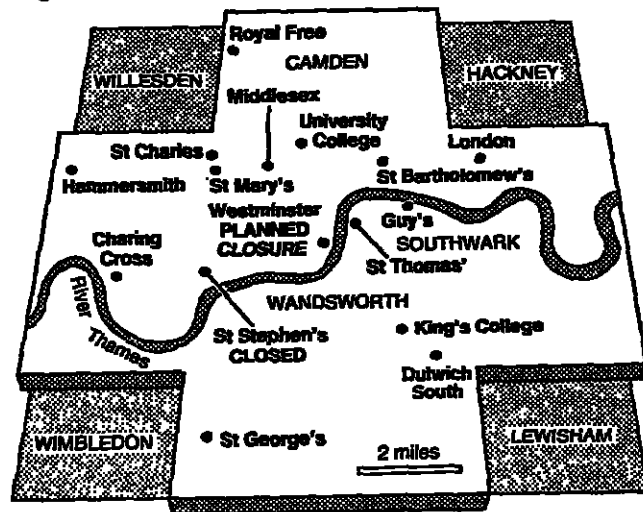 Royal Free
CAMDEN
WILLESDEN
HACKNEY
Middlesex
University
College
London
St Charles
St Bartholomew's
Hammersmith
St Mary's
Westminster
PLANNED
CLOSURE
Guy's
SOUTHWARK
St Thomas'
Charing
Cross
River
Thames
WANDSWORTH
St Stephen's
CLOSED
King's College
Dulwich
South
WIMBLEDON
St George's
2 miles
LEWISHAM